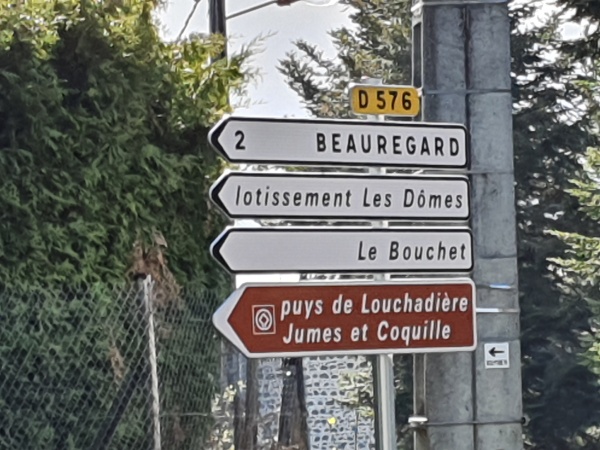 D 576
2 BEAUREGARD
lotissement Les Dômes
Le Bouchet
puys de Louchadière
Jumes et Coquille